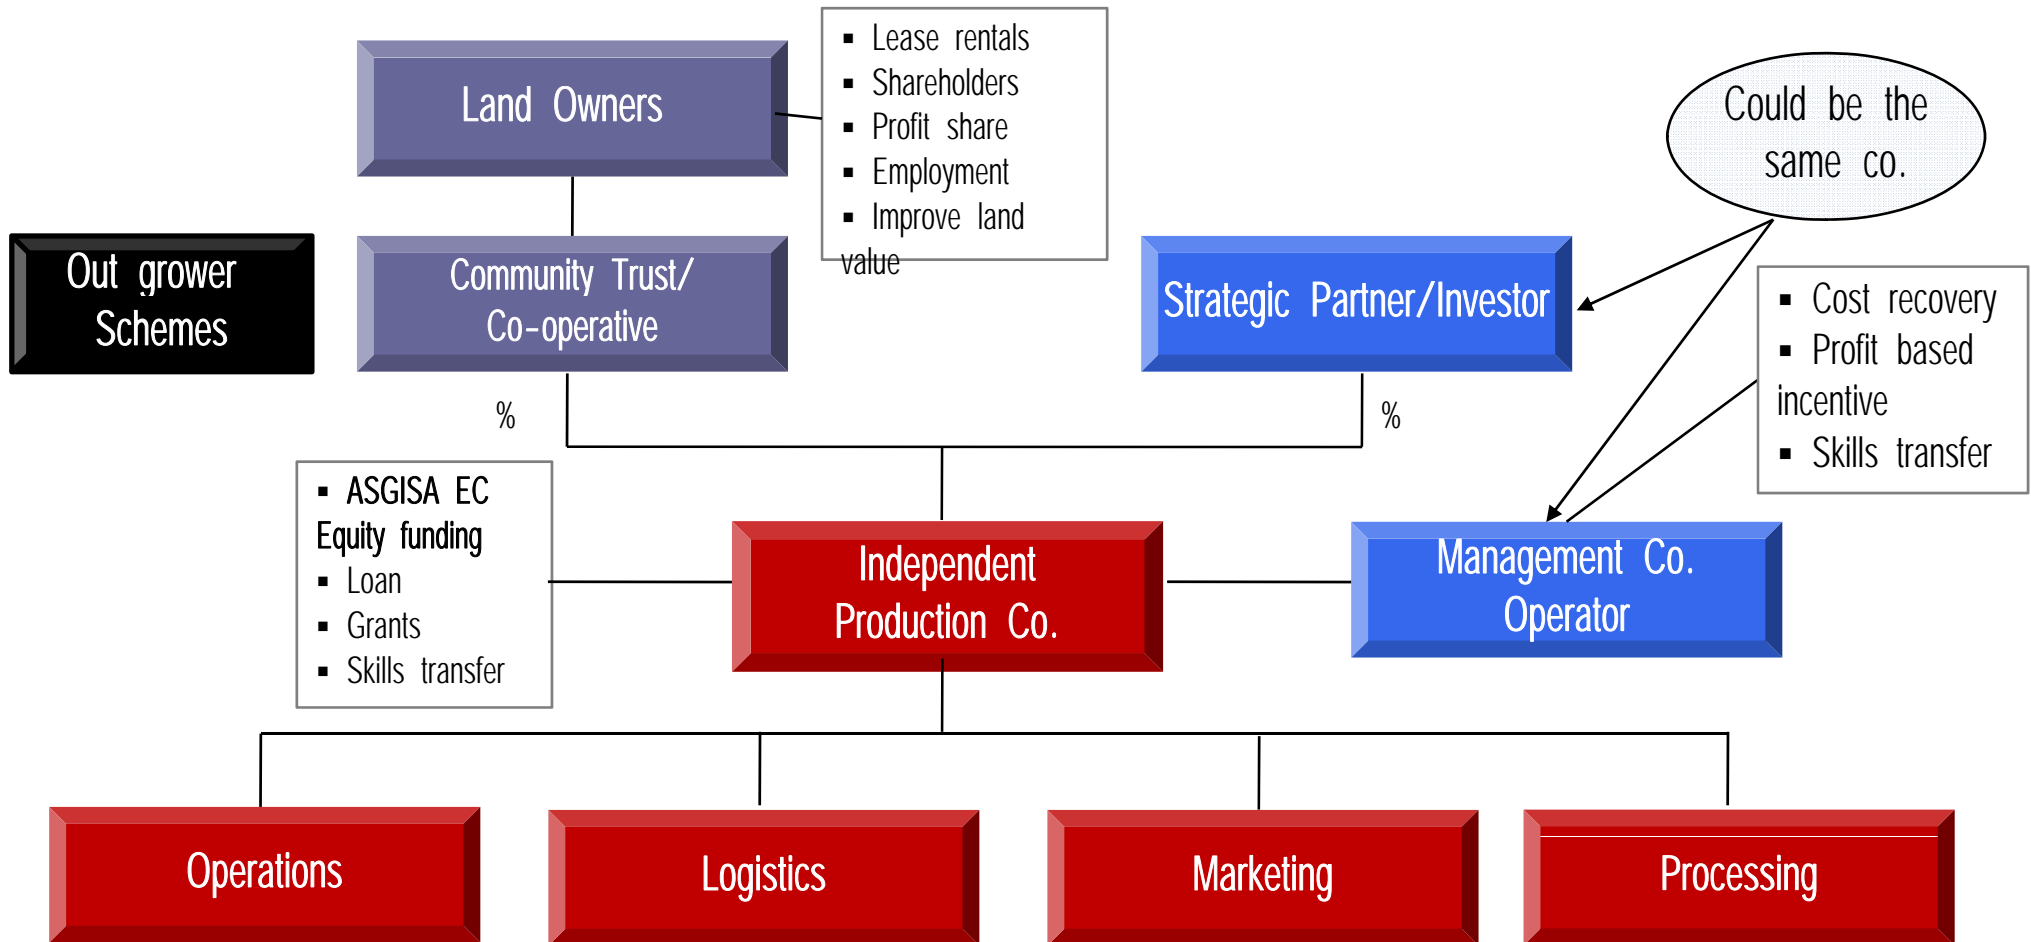 Land Owners
▪ Lease rentals
▪ Shareholders
▪ Profit share
▪ Employment
▪ Improve land
value
Could be the
same co.
Out grower
Schemes
Community Trust/
Co-operative
Strategic Partner/Investor
▪ Cost recovery
▪ Profit based
incentive
▪ Skills transfer
%
%
▪ ASGISA EC
Equity funding
▪ Loan
▪ Grants
▪ Skills transfer
Independent
Production Co.
Management Co.
Operator
Operations
Logistics
Marketing
Processing